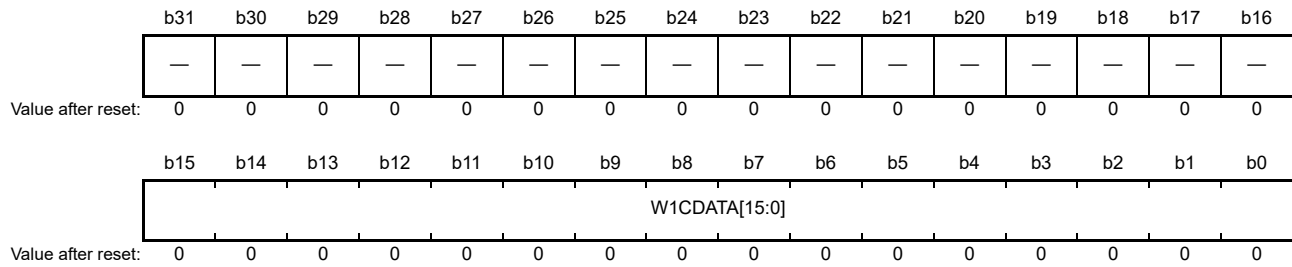 b31 b30 b29 b28 b27 b26 b25 b24 b23 b22 b21 b20 b19 b18 b17 b16
— — — — — — — — — — — — — — — —
Value after reset: 0 0 0 0 0 0 0 0 0 0 0 0 0 0 0 0
b15 b14 b13 b12 b11 b10 b9 b8 b7 b6 b5 b4 b3 b2 b1 b0
W1CDATA[15:0]
Value after reset: 0 0 0 0 0 0 0 0 0 0 0 0 0 0 0 0